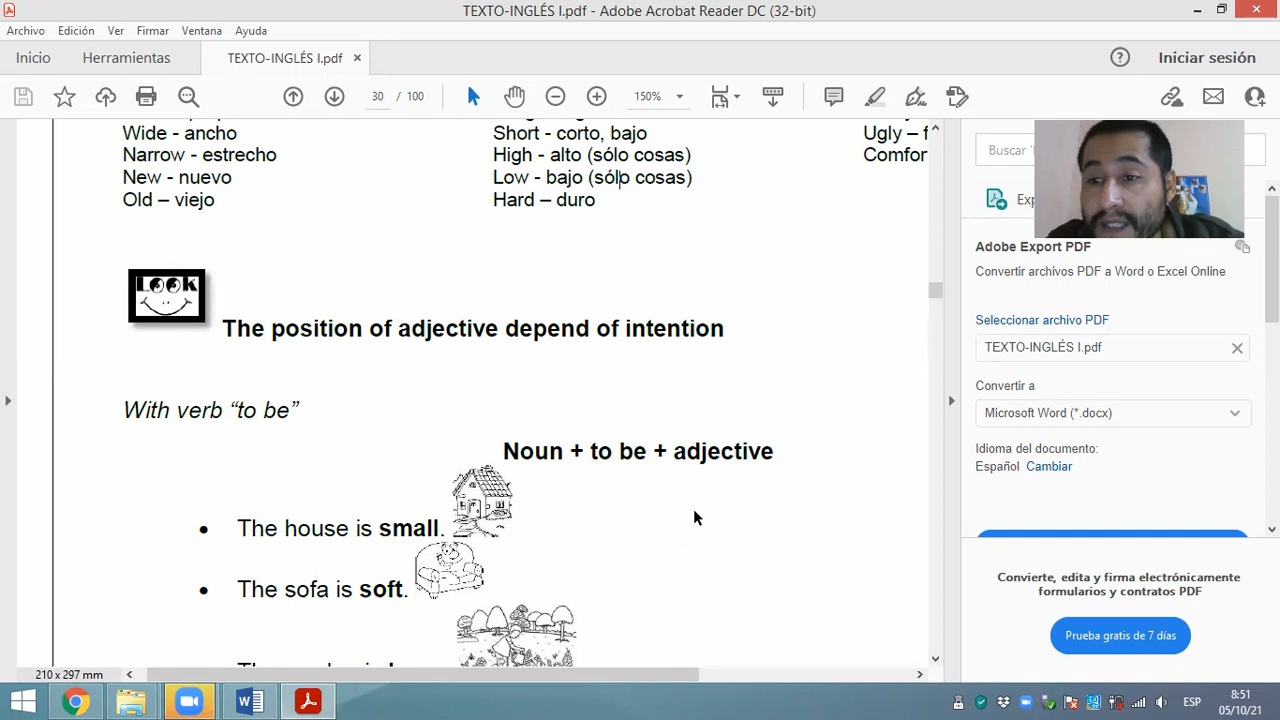 TEXTO-INGLÉS I.pdf - Adobe Acrobat Reader DC (32-bit)
Archivo Edición Ver Firmar Ventana Ayuda
Inicio Herramientas TEXTO-INGLÉS I.pdf × Iniciar sesión
30 / 100 150%
Wide - ancho Short - corto, bajo Ugly –
Narrow - estrecho High - alto (sólo cosas)
New - nuevo Low - bajo (sólo cosas)
Old – viejo Hard – duro
LOOK
The position of adjective depend of intention
With verb “to be”
Noun + to be + adjective
• The house is small.
• The sofa is soft.
Buscar
Adobe Export PDF
Convertir archivos PDF a Word o Excel Online
Seleccionar archivo PDF
TEXTO-INGLÉS I.pdf
Convertir a
Microsoft Word (*.docx)
Idioma del documento:
Español Cambiar
Convierte, edita y firma electrónicamente
formularios y contratos PDF
Prueba gratis de 7 días
210 x 297 mm
ESP
8:51
05/10/21